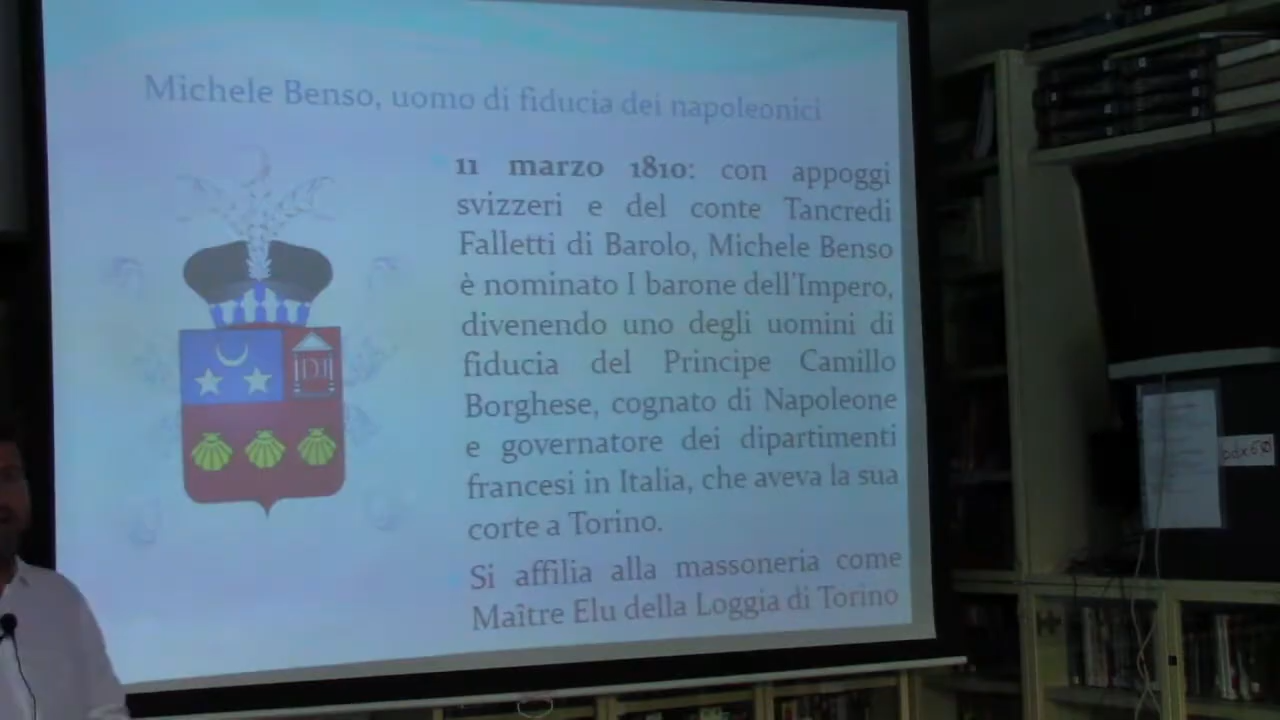 Michele Benso, uomo di fiducia dei napoleonici
11 marzo 1810: con appoggi
svizzeri e del conte Tancredi
Falletti di Barolo, Michele Benso
è nominato I barone dell'Impero,
divenendo uno degli uomini di
fiducia del Principe Camillo
Borghese, cognato di Napoleone
e governatore dei dipartimenti
francesi in Italia, che aveva la sua
corte a Torino.
Si affilia alla massoneria come
Maître Elu della Loggia di Torino